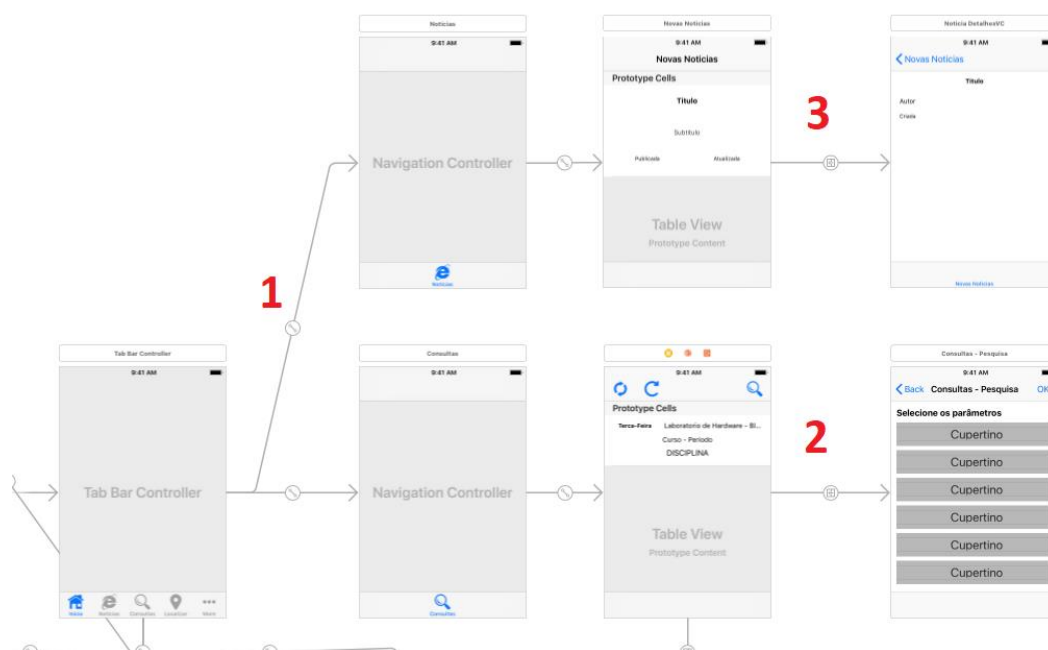 Noticias
Novas Noticias
Noticia DetalhesVC
9:41 AM
9:41 AM
9:41 AM
Novas Noticias
Novas Noticias
Prototype Cells
Titulo
Titulo
Autor
Criada
Subtitulo
3
Publicada
Atualizada
Navigation Controller
Table View
Prototype Content
Noticias
Novas Noticias
1
Tab Bar Controller
Consultas
Consultas - Pesquisa
9:41 AM
9:41 AM
9:41 AM
9:41 AM
Back
Consultas - Pesquisa
OK
Prototype Cells
Selecione os parâmetros
Terca-Feira
Laboratorio de Hardware - Bl...
Curso - Periodo
DISCIPLINA
2
Cupertino
Cupertino
Cupertino
Cupertino
Cupertino
Cupertino
Tab Bar Controller
Navigation Controller
Table View
Prototype Content
Inicio
Noticias
Consultas
Localizar
More
Consultas